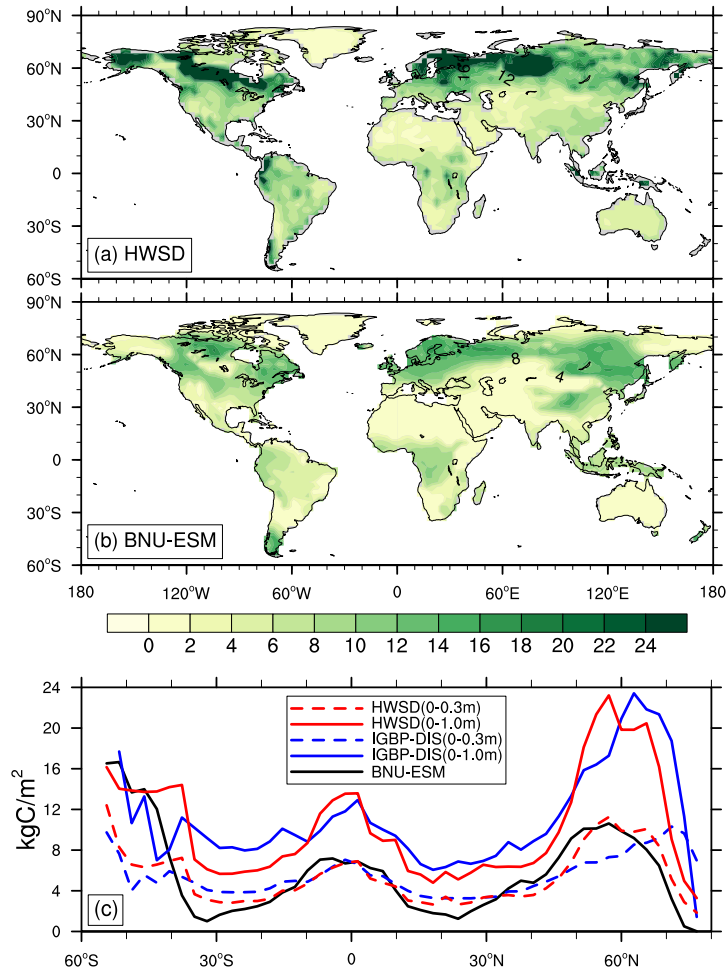 90°N
60°N
30°N
0
30°S
60°S
16
12
(a) HWSD
90°N
60°N
30°N
0
30°S
60°S
8
4
(b) BNU-ESM
180 120°W 60°W 0 60°E 120°E 180
0 2 4 6 8 10 12 14 16 18 20 22 24
24
20
16
12
8
4
0
kgC/m²
HWSD(0-0.3m)
HWSD(0-1.0m)
IGBP-DIS(0-0.3m)
IGBP-DIS(0-1.0m)
BNU-ESM
(c)
60°S 30°S 0 30°N 60°N